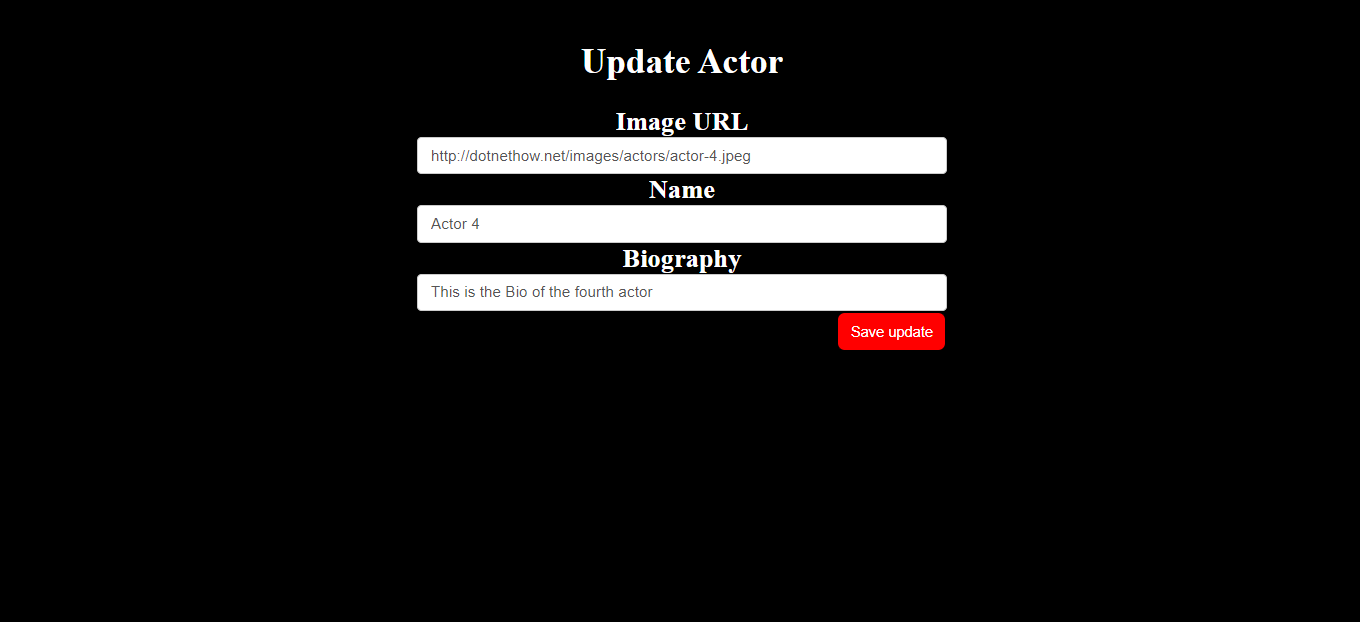 Update Actor
Image URL
http://dotnethow.net/images/actors/actor-4.jpeg
Name
Actor 4
Biography
This is the Bio of the fourth actor
Save update